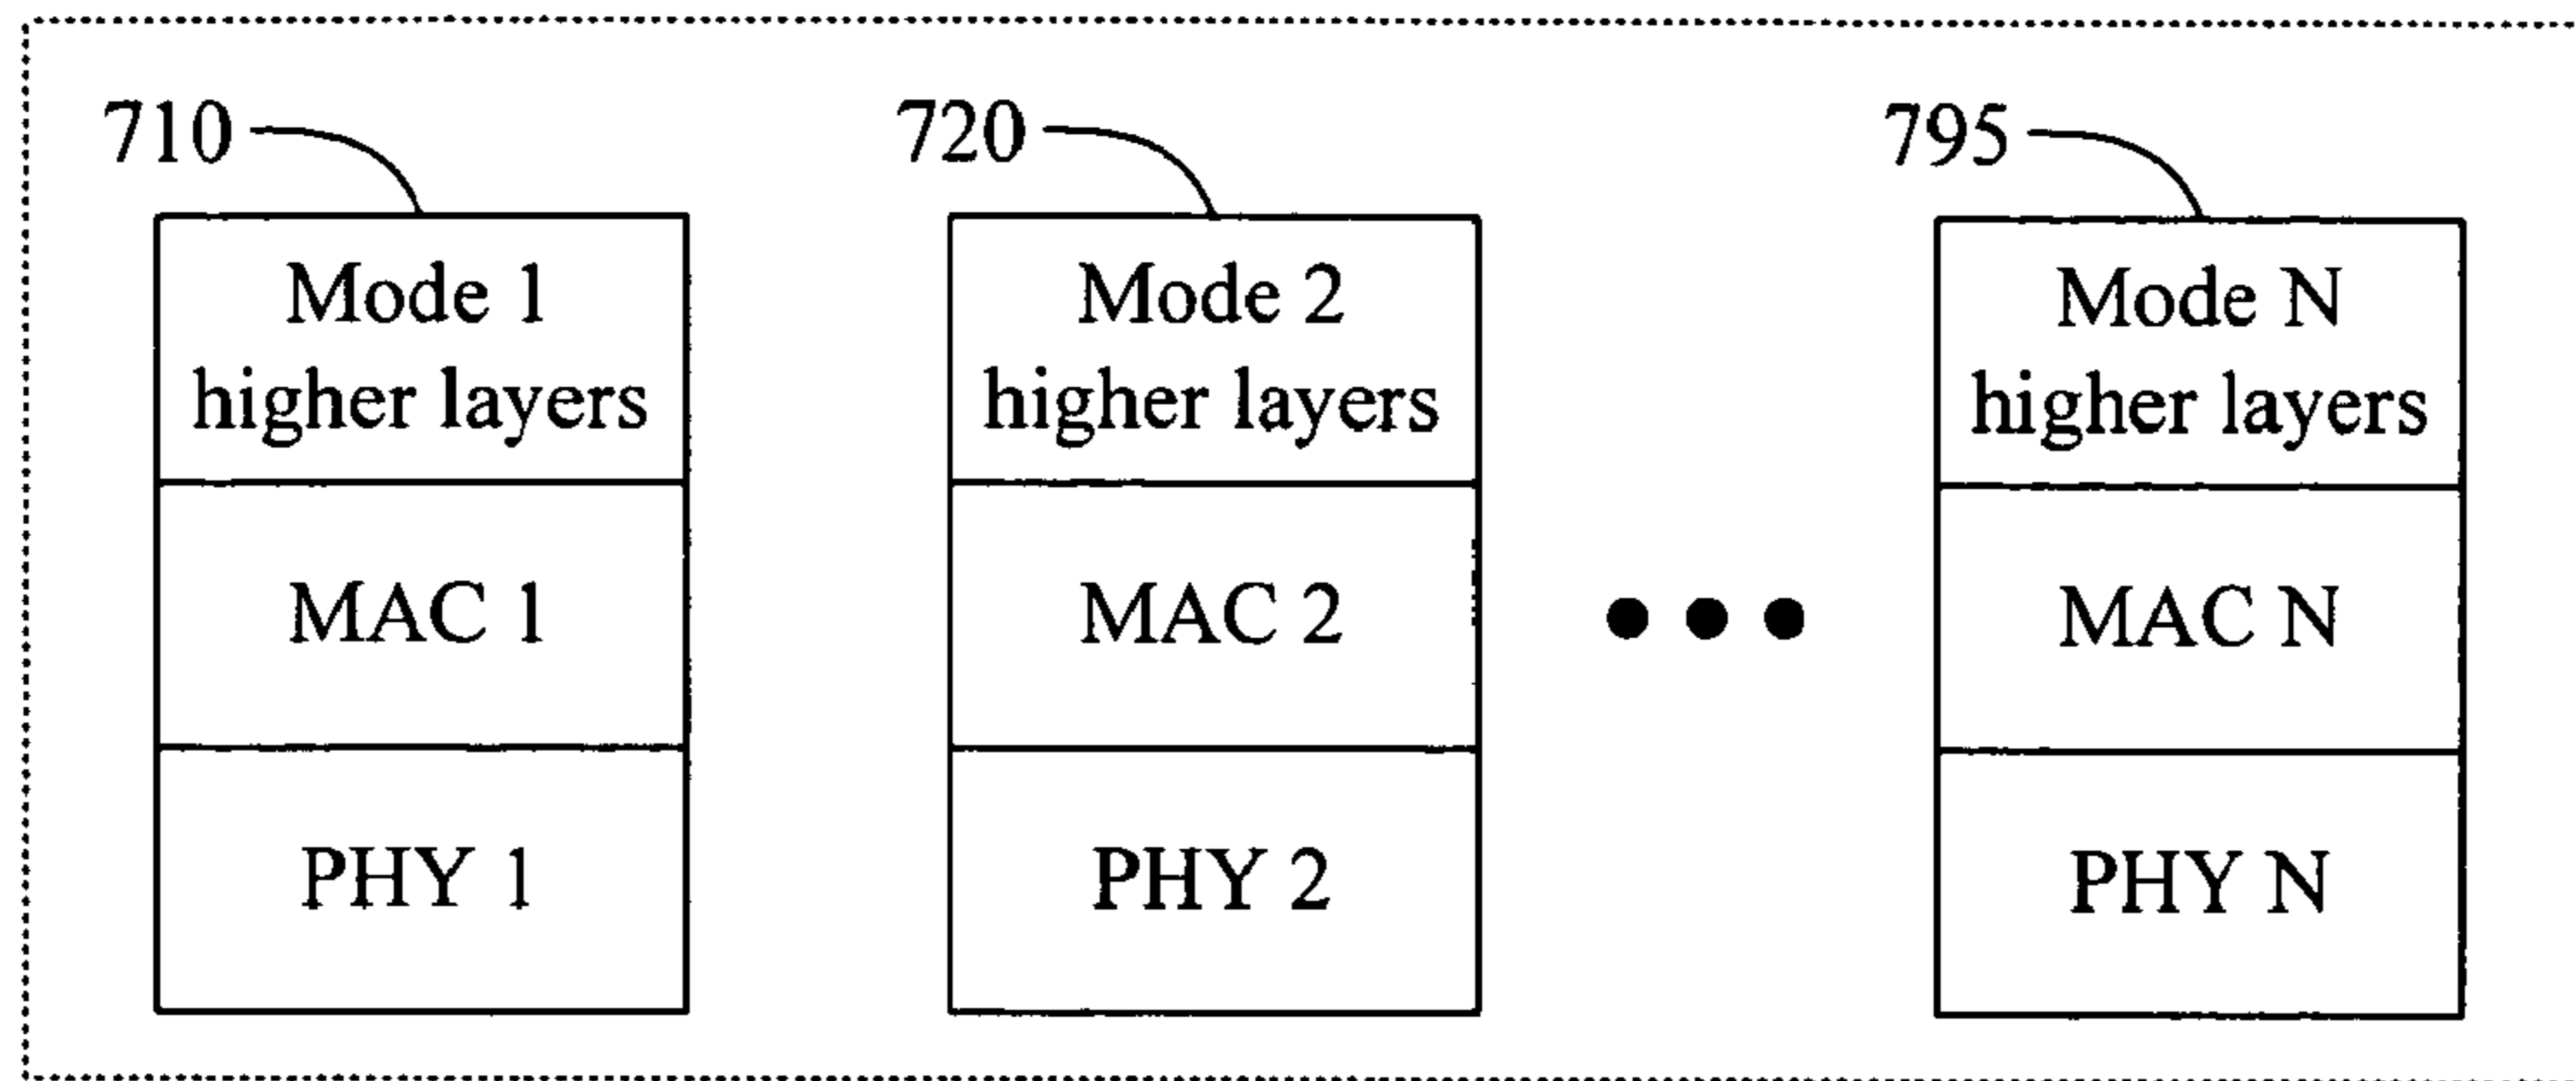 710
720
795
Mode 1
higher layers
Mode 2
higher layers
Mode N
higher layers
MAC 1
MAC 2
MAC N
PHY 1
PHY 2
PHY N